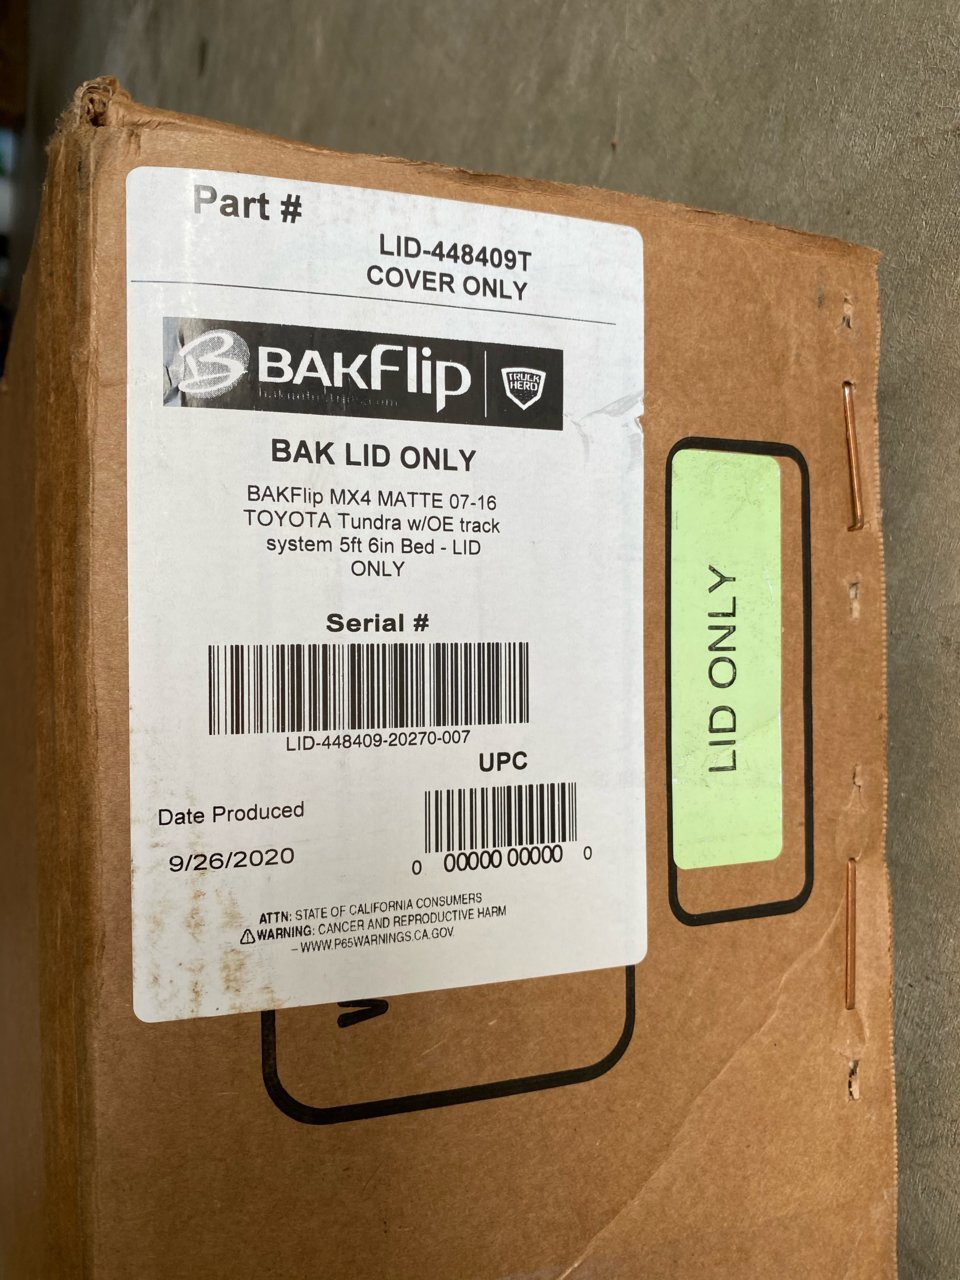 Part #
LID-448409T
COVER ONLY
BAKFlip
TRUCK
HERO
BAK LID ONLY
BAKFlip MX4 MATTE 07-16
TOYOTA Tundra w/OE track
system 5ft 6in Bed - LID
ONLY
Serial #
LID-448409-20270-007
UPC
0 00000 00000 0
Date Produced
9/26/2020
ATTN: STATE OF CALIFORNIA CONSUMERS
⚠WARNING: CANCER AND REPRODUCTIVE HARM
– WWW.P65WARNINGS.CA.GOV
LID ONLY